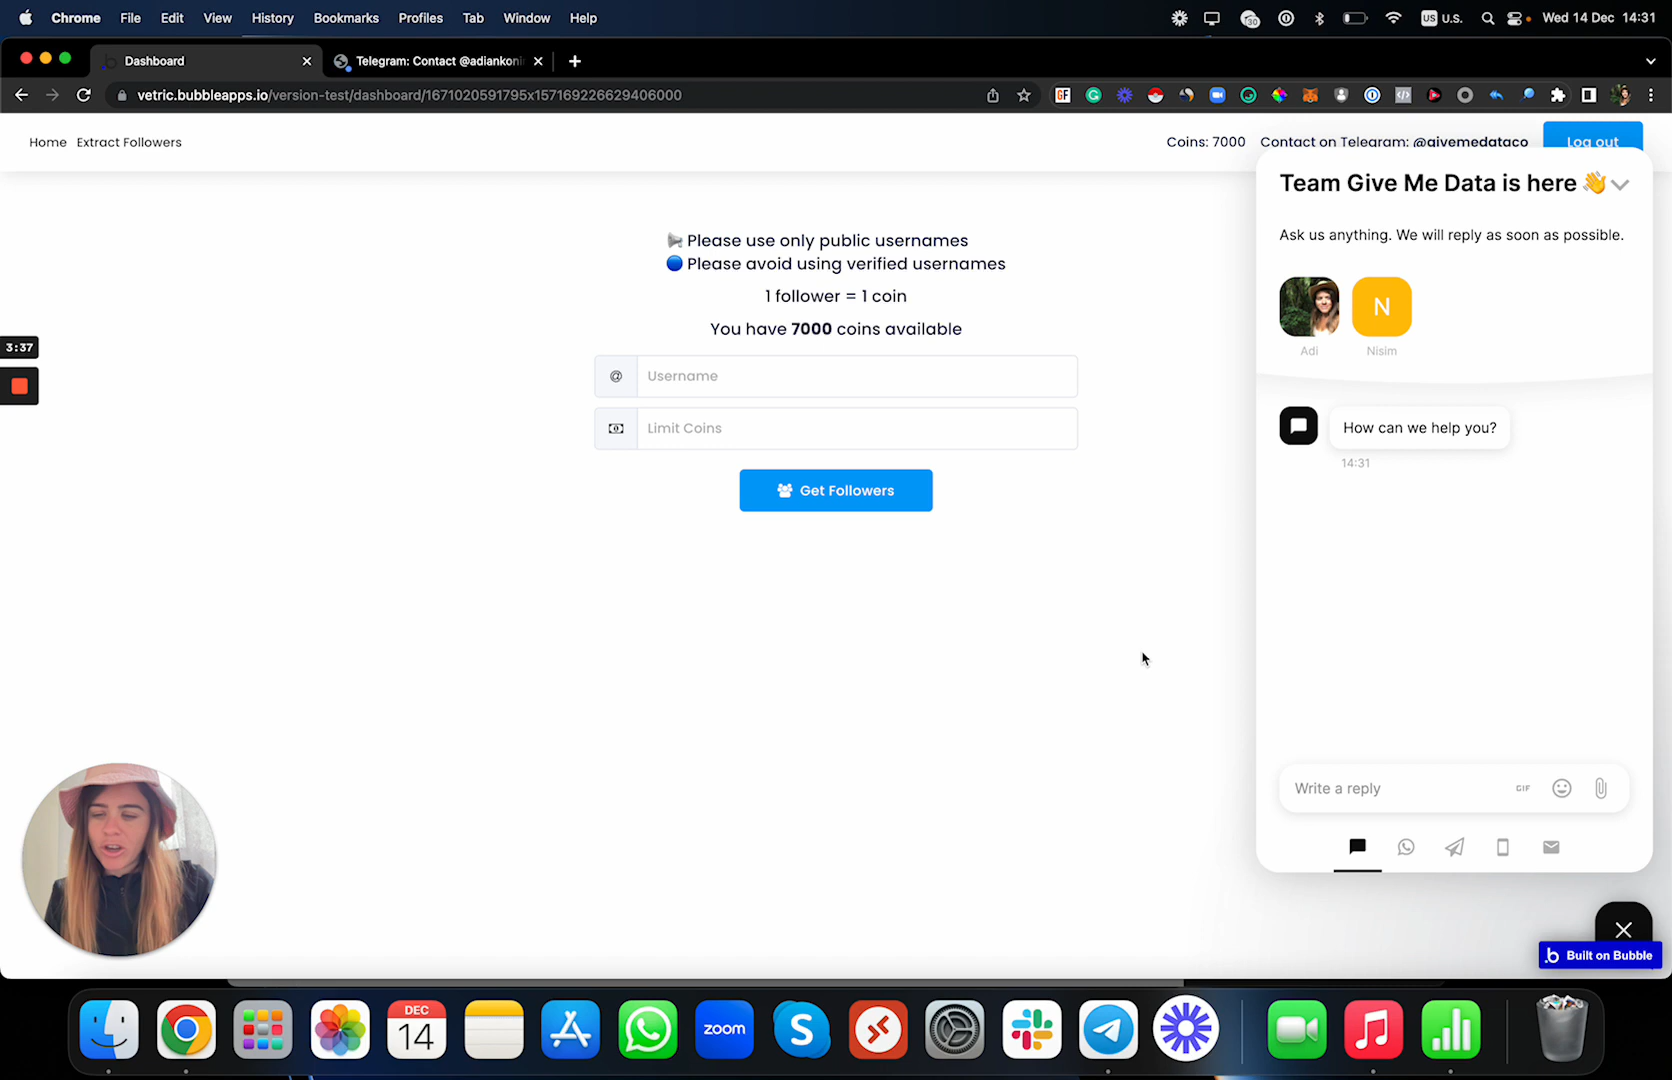 Chrome File Edit View History Bookmarks Profiles Tab Window Help
30 US U.S. Wed 14 Dec 14:31
Dashboard
Telegram: Contact @adiankoni
vetric.bubbleapps.io/version-test/dashboard/1671020591795x157169226629406000
GF
Home Extract Followers
Coins: 7000 Contact on Telegram: @givemedataco Log out
Team Give Me Data is here 👋
Ask us anything. We will reply as soon as possible.
N
Adi Nisim
How can we help you?
14:31
Write a reply GIF
📢 Please use only public usernames
🔵 Please avoid using verified usernames
1 follower = 1 coin
You have 7000 coins available
@ Username
Limit Coins
Get Followers
3:37
Built on Bubble
DEC
14
zoom
S